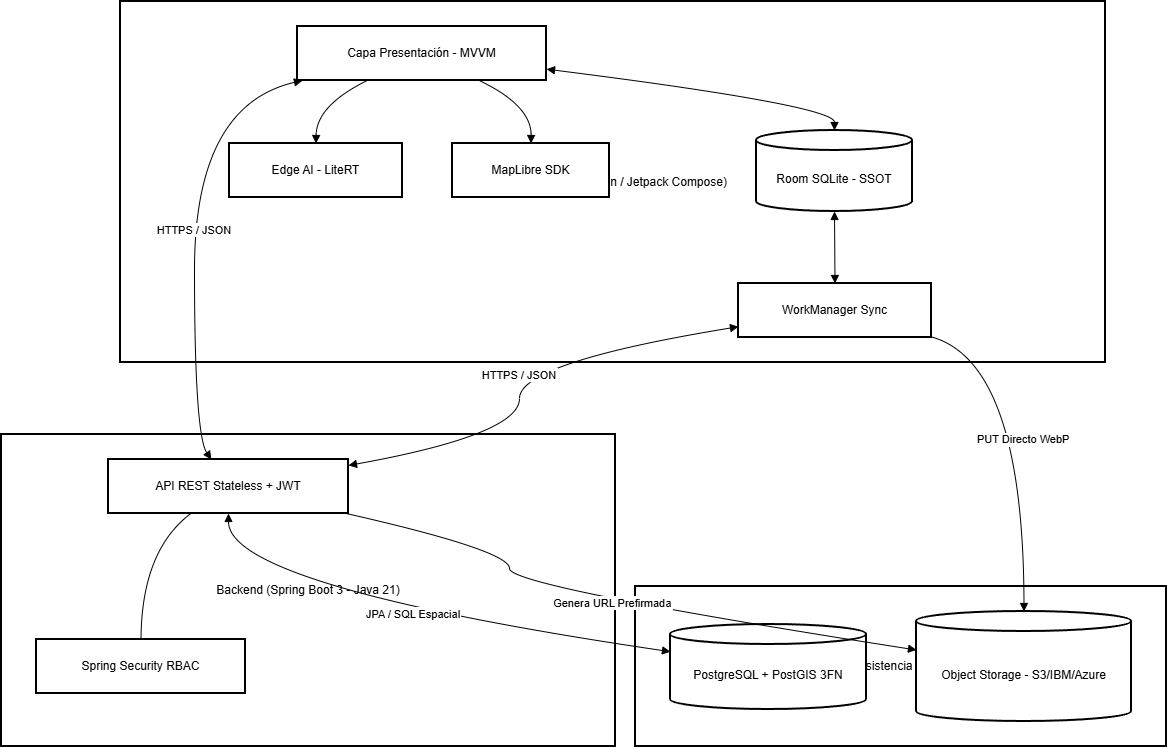 Capa Presentación - MVVM
Edge AI - LiteRT
MapLibre SDK
n / Jetpack Compose)
Room SQLite - SSOT
HTTPS / JSON
WorkManager Sync
HTTPS / JSON
PUT Directo WebP
API REST Stateless + JWT
Backend (Spring Boot 3 - Java 21)
Genera URL Prefirmada
JPA / SQL Espacial
Spring Security RBAC
PostgreSQL + PostGIS 3FN
sistencia
Object Storage - S3/IBM/Azure